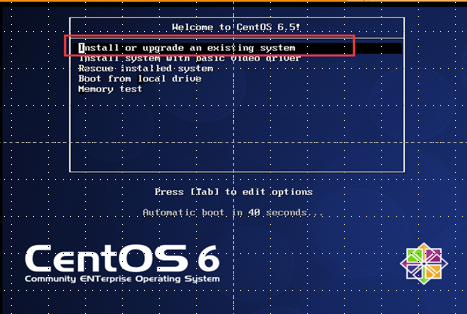 Welcome to CentOS 6.5!
Install or upgrade an existing system
Install system with basic video driver
Rescue installed system
Boot from local drive
Memory test
Press [Tab] to edit options
Automatic boot in 40 seconds...
CentOS 6
Community ENTerprise Operating System